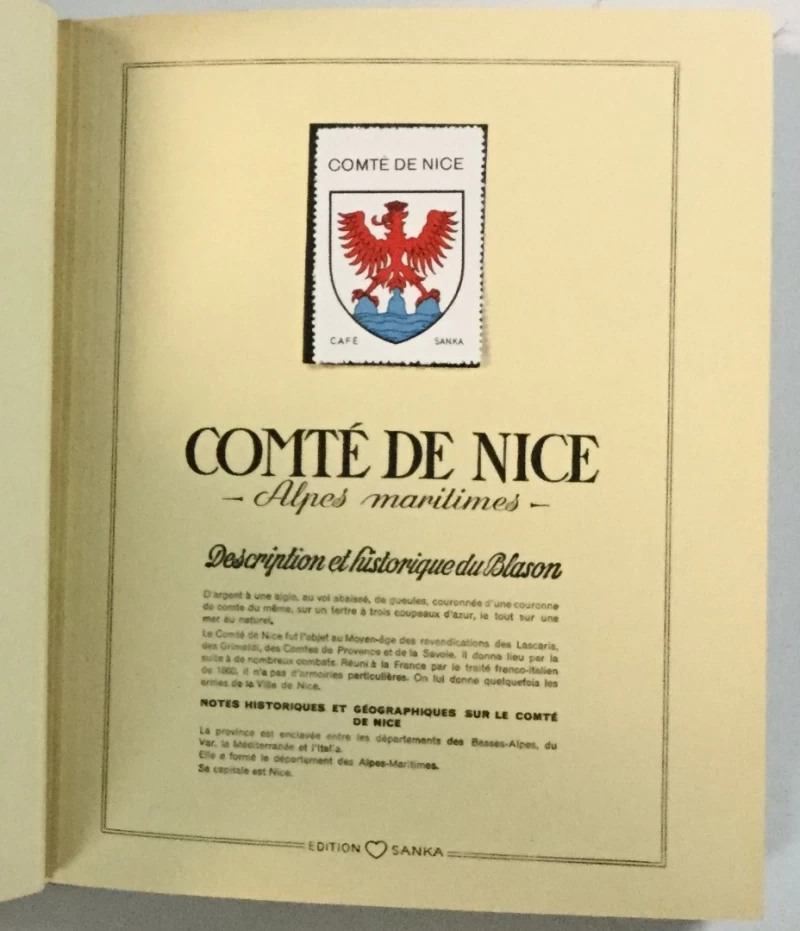 COMTÉ DE NICE
CAFÉ SANKA
COMTÉ DE NICE
- Alpes maritimes -
Description et historique du Blason
D'argent à une aigle, au vol abaissé, de gueules, couronnée d'une couronne
de comte du même, sur un tertre à trois coupeaux d'azur, le tout sur une
mer au naturel.
Le Comté de Nice fut l'objet au Moyen-âge des revendications des Lascaris,
des Grimaldi, des Comtes de Provence et de la Savoie. Il donna lieu par la
suite à de nombreux combats. Réuni à la France par le traité franco-italien
de 1860, il n'a pas d'armoiries particulières. On lui donne quelquefois les
armes de la Ville de Nice.
NOTES HISTORIQUES ET GÉOGRAPHIQUES SUR LE COMTÉ
DE NICE
La province est enclavée entre les départements des Basses-Alpes, du
Var, la Méditerranée et l'Italia.
Elle a formé le département des Alpes-Maritimes.
Sa capitale est Nice.
EDITION SANKA